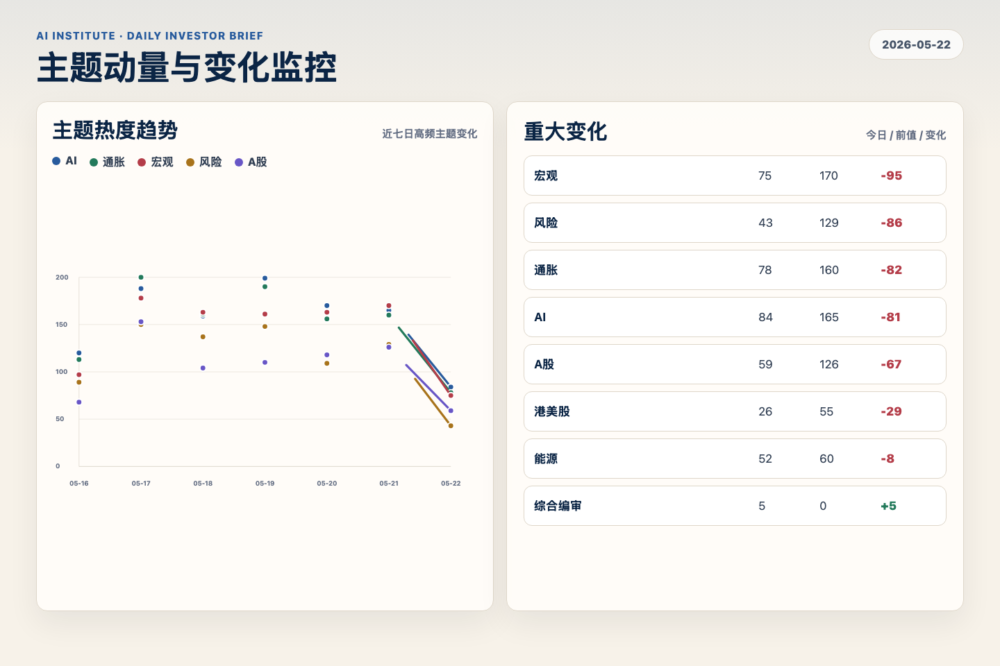 AI INSTITUTE · DAILY INVESTOR BRIEF
主题动量与变化监控
2026-05-22
主题热度趋势
近七日高频主题变化
AI 通胀 宏观 风险 A股
200
150
100
50
0
05-16 05-17 05-18 05-19 05-20 05-21 05-22
重大变化
今日 / 前值 / 变化
宏观 75 170 -95
风险 43 129 -86
通胀 78 160 -82
AI 84 165 -81
A股 59 126 -67
港美股 26 55 -29
能源 52 60 -8
综合编审 5 0 +5